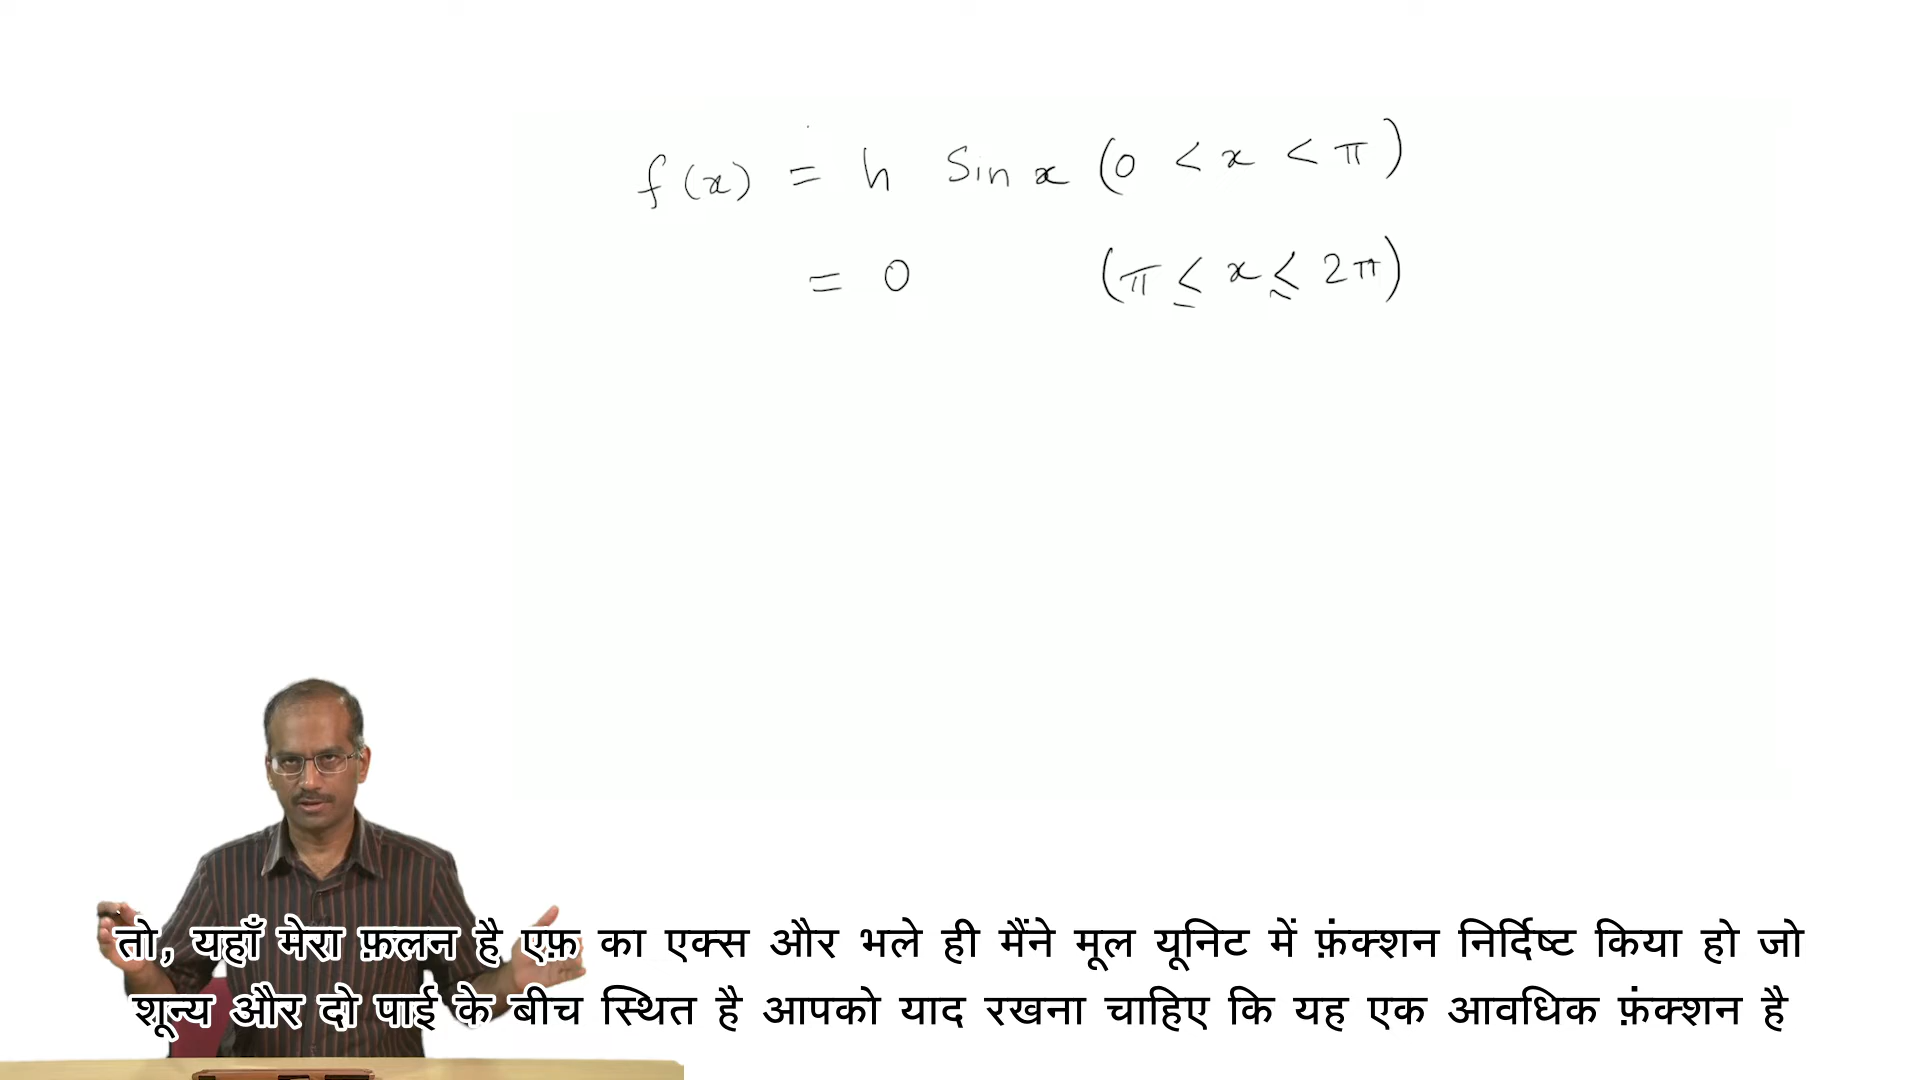 f(x) = h Sin x (0 < x < π)
= 0 (π ≤ x ≤ 2π)
तो, यहाँ मेरा फ़लन है एफ़ का एक्स और भले ही मैंने मूल यूनिट में फ़ंक्शन निर्दिष्ट किया हो जो
शून्य और दो पाई के बीच स्थित है आपको याद रखना चाहिए कि यह एक आवधिक फ़ंक्शन है